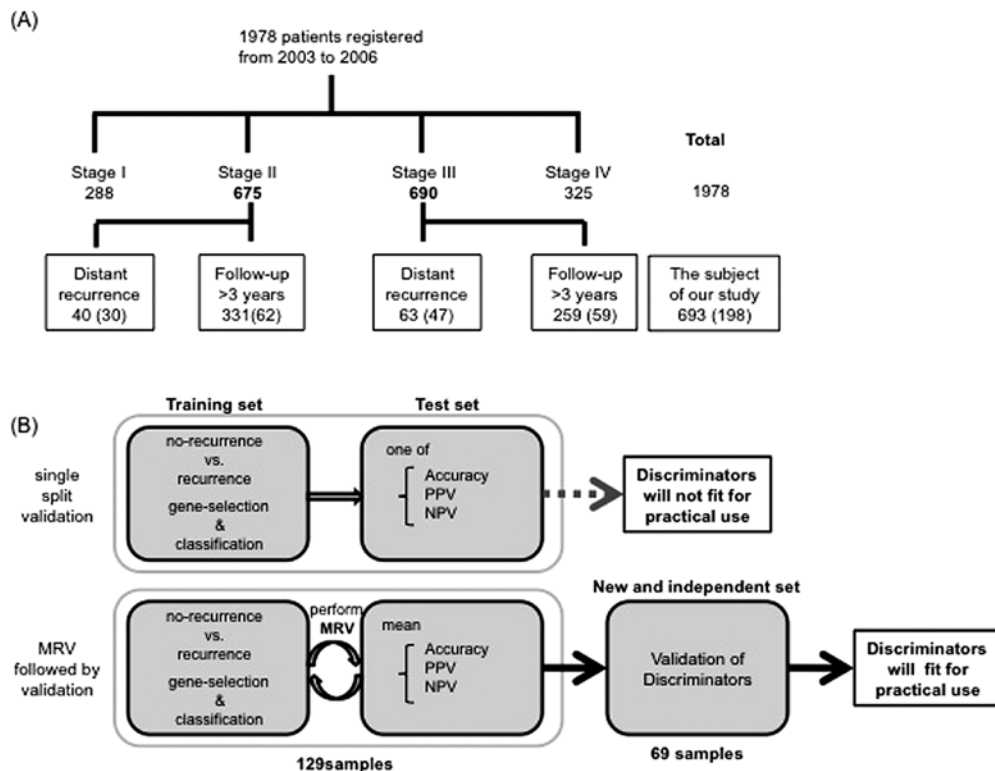 (A)
1978 patients registered
from 2003 to 2006
Total
Stage I
Stage II
Stage III
Stage IV
288
675
690
325
1978
Distant
recurrence
40 (30)
Follow-up
>3 years
331(62)
Distant
recurrence
63 (47)
Follow-up
>3 years
259 (59)
The subject
of our study
693 (198)
(B)
Training set
Test set
single
split
validation
no-recurrence
vs.
recurrence
gene-selection
&
classification
one of
Accuracy
PPV
NPV
Discriminators
will not fit for
practical use
New and independent set
MRV
followed by
validation
no-recurrence
vs.
recurrence
gene-selection
&
classification
perform
MRV
mean
Accuracy
PPV
NPV
Validation of
Discriminators
Discriminators
will fit for
practical use
129samples
69 samples